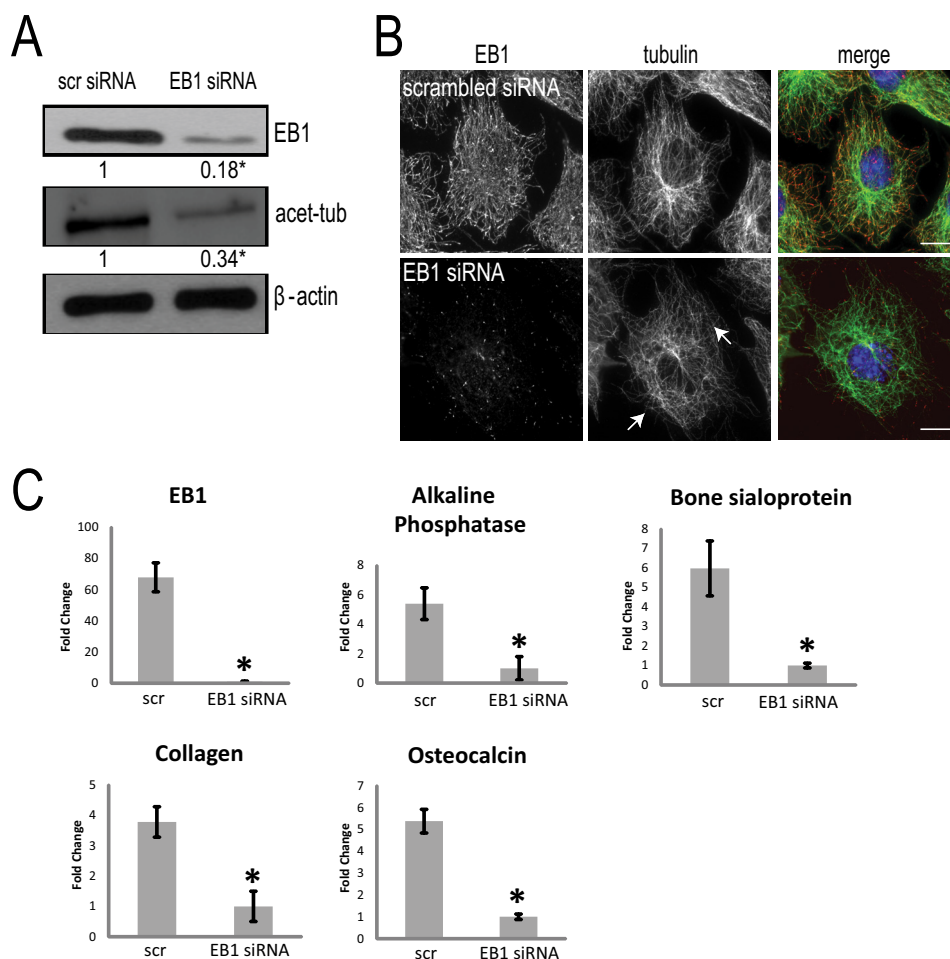 A
scr siRNA EB1 siRNA
EB1
1 0.18*
acet-tub
1 0.34*
β-actin
B
EB1 tubulin merge
scrambled siRNA
EB1 siRNA
C
EB1
Fold Change
100
80
60
40
20
0
*
scr EB1 siRNA
Alkaline
Phosphatase
Fold Change
8
6
4
2
0
*
scr EB1 siRNA
Bone sialoprotein
Fold Change
8
7
6
5
4
3
2
1
0
*
scr EB1 siRNA
Collagen
Fold Change
5
4
3
2
1
0
*
scr EB1 siRNA
Osteocalcin
Fold Change
7
6
5
4
3
2
1
0
*
scr EB1 siRNA